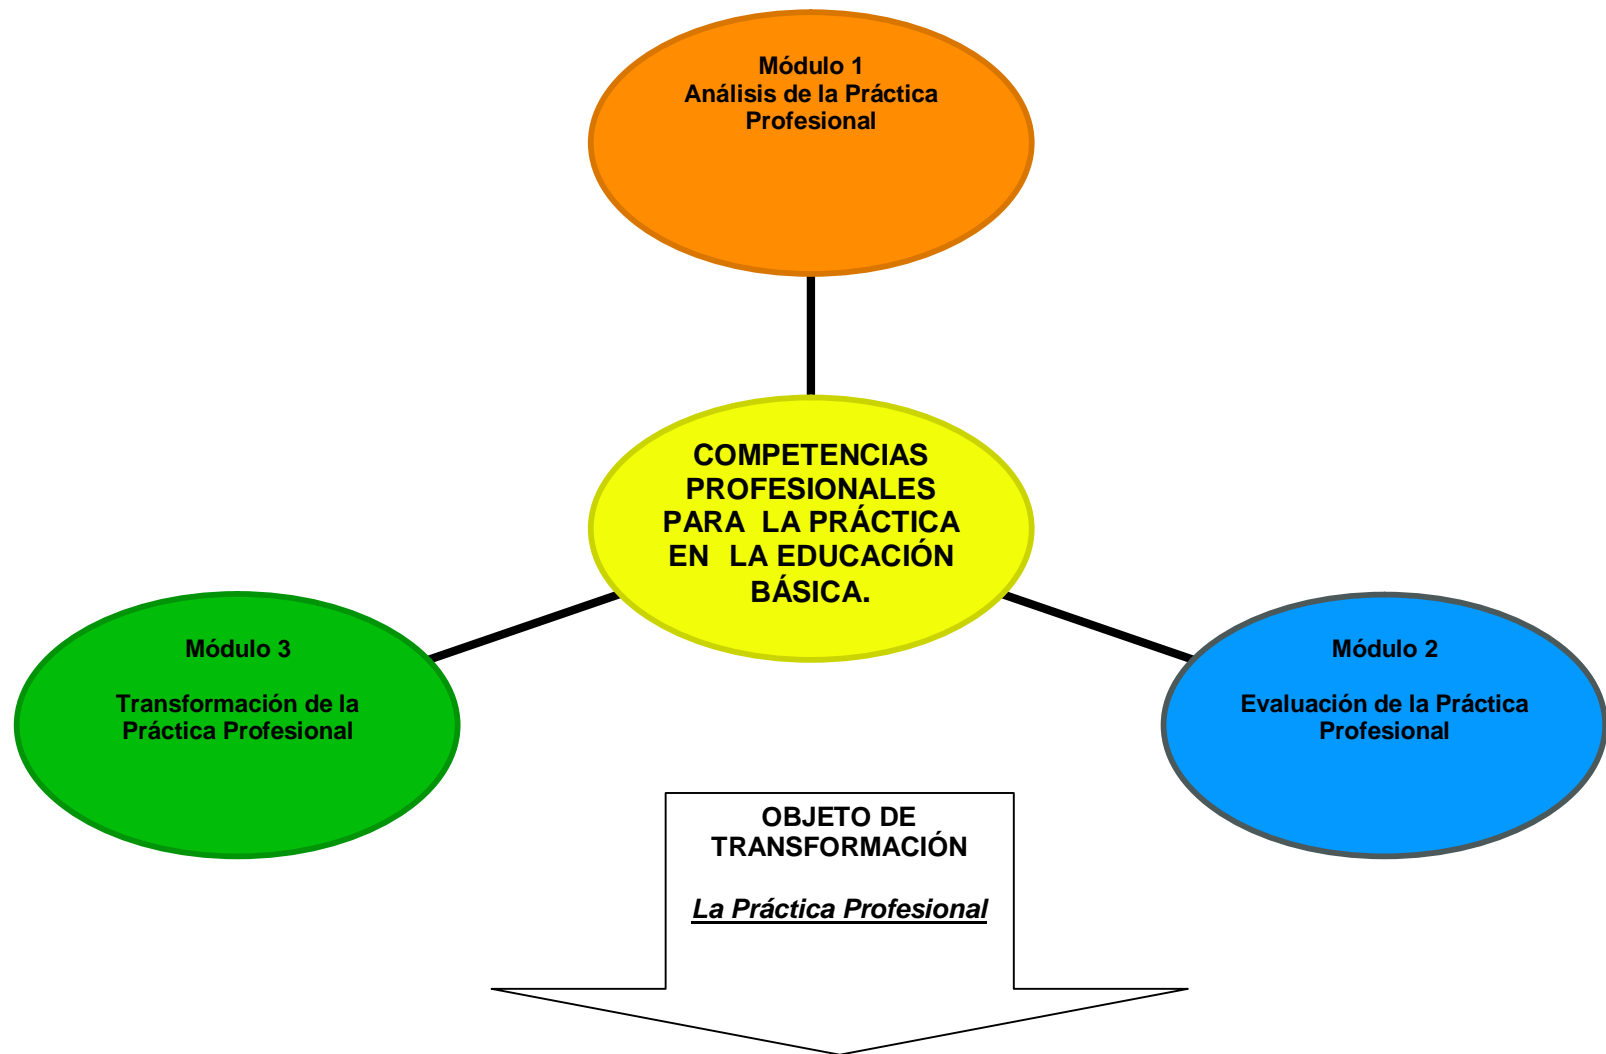 Módulo 1
Análisis de la Práctica
Profesional
COMPETENCIAS
PROFESIONALES
PARA LA PRÁCTICA
EN LA EDUCACIÓN
BÁSICA.
Módulo 3
Transformación de la
Práctica Profesional
Módulo 2
Evaluación de la Práctica
Profesional
OBJETO DE
TRANSFORMACIÓN
La Práctica Profesional